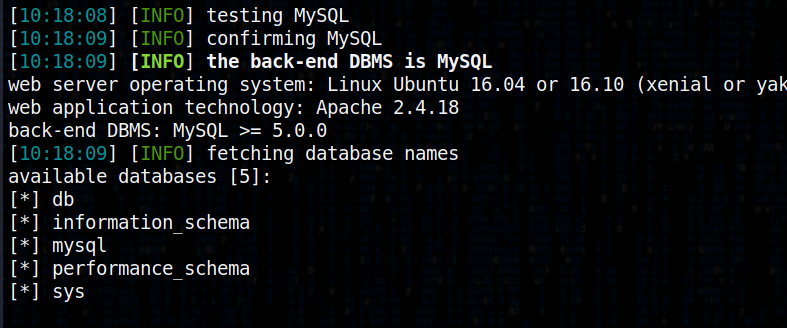 [10:18:08] [INFO] testing MySQL
[10:18:09] [INFO] confirming MySQL
[10:18:09] [INFO] the back-end DBMS is MySQL
web server operating system: Linux Ubuntu 16.04 or 16.10 (xenial or yak
web application technology: Apache 2.4.18
back-end DBMS: MySQL >= 5.0.0
[10:18:09] [INFO] fetching database names
available databases [5]:
[*] db
[*] information_schema
[*] mysql
[*] performance_schema
[*] sys